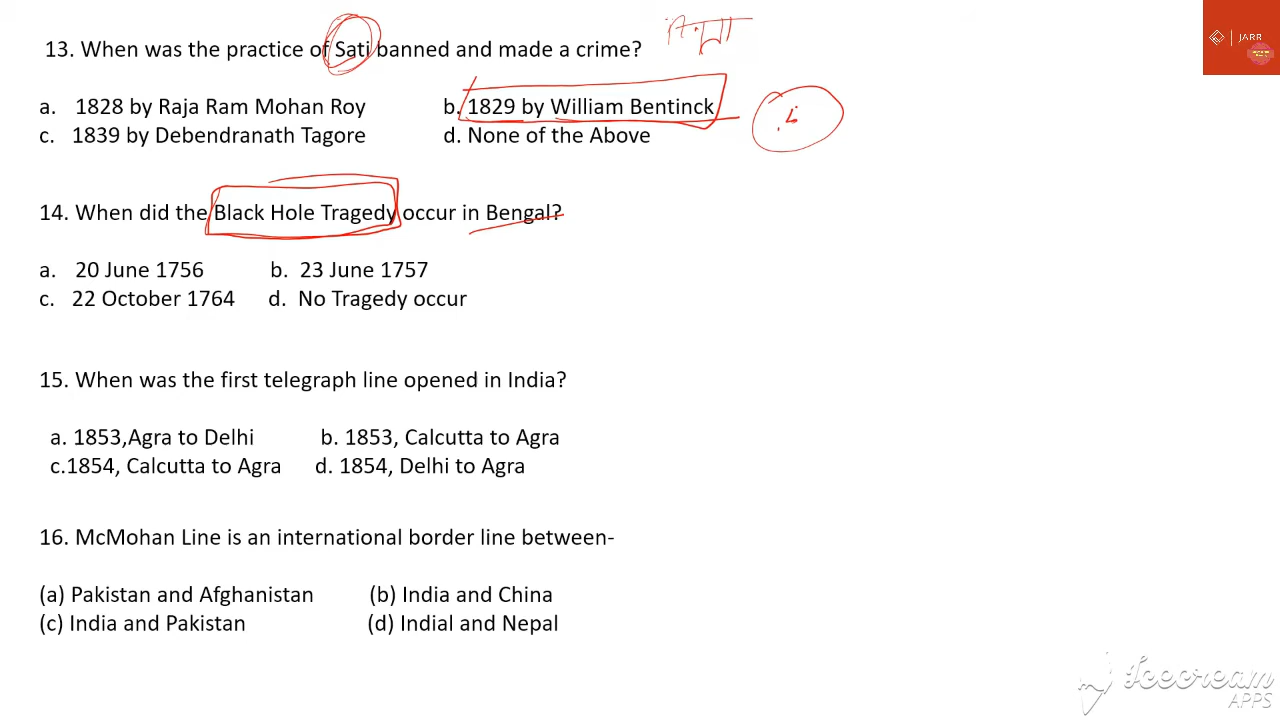 JARR
13. When was the practice of Sati banned and made a crime?
a. 1828 by Raja Ram Mohan Roy b. 1829 by William Bentinck
c. 1839 by Debendranath Tagore d. None of the Above
14. When did the Black Hole Tragedy occur in Bengal?
a. 20 June 1756 b. 23 June 1757
c. 22 October 1764 d. No Tragedy occur
15. When was the first telegraph line opened in India?
a. 1853,Agra to Delhi b. 1853, Calcutta to Agra
c.1854, Calcutta to Agra d. 1854, Delhi to Agra
16. McMohan Line is an international border line between-
(a) Pakistan and Afghanistan (b) India and China
(c) India and Pakistan (d) Indial and Nepal
Icecream
APPS